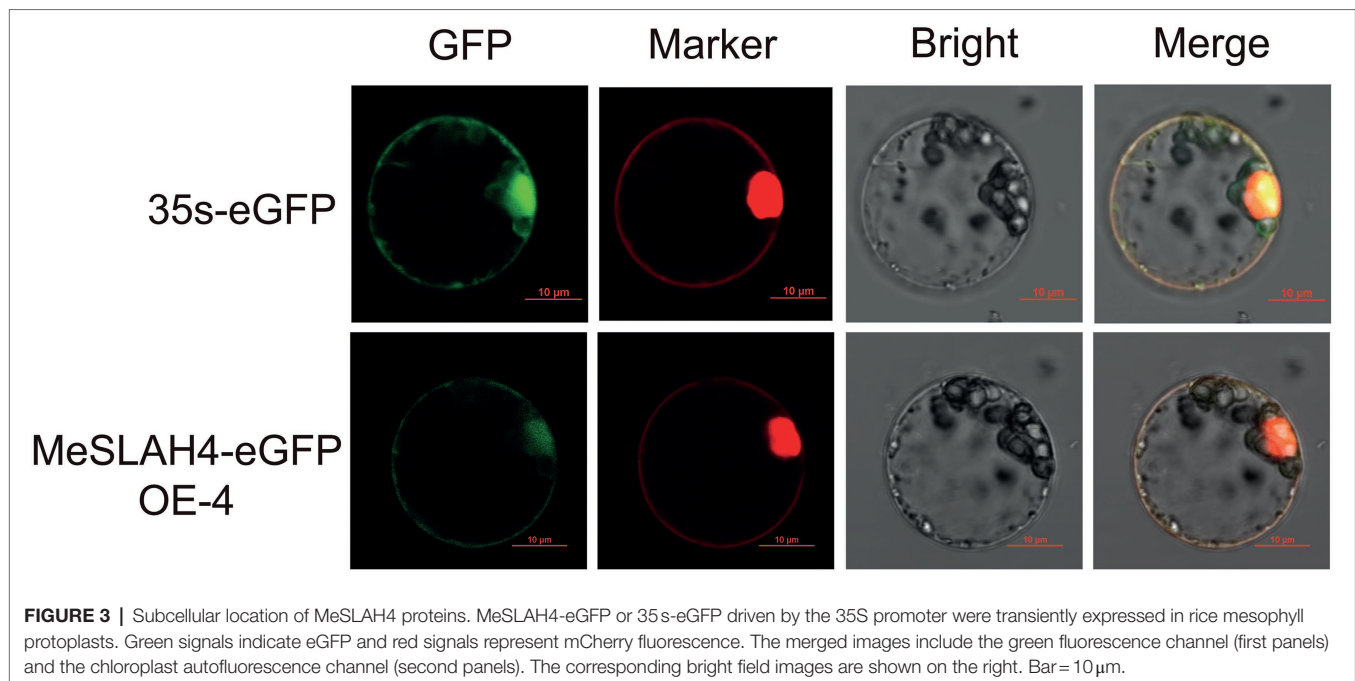 GFP Marker Bright Merge
35s-eGFP
10 µm 10 µm 10 µm 10 µm
MeSLAH4-eGFP
OE-4
10 µm 10 µm 10 µm 10 µm
FIGURE 3 | Subcellular location of MeSLAH4 proteins. MeSLAH4-eGFP or 35 s-eGFP driven by the 35S promoter were transiently expressed in rice mesophyll
protoplasts. Green signals indicate eGFP and red signals represent mCherry fluorescence. The merged images include the green fluorescence channel (first panels)
and the chloroplast autofluorescence channel (second panels). The corresponding bright field images are shown on the right. Bar = 10 μm.